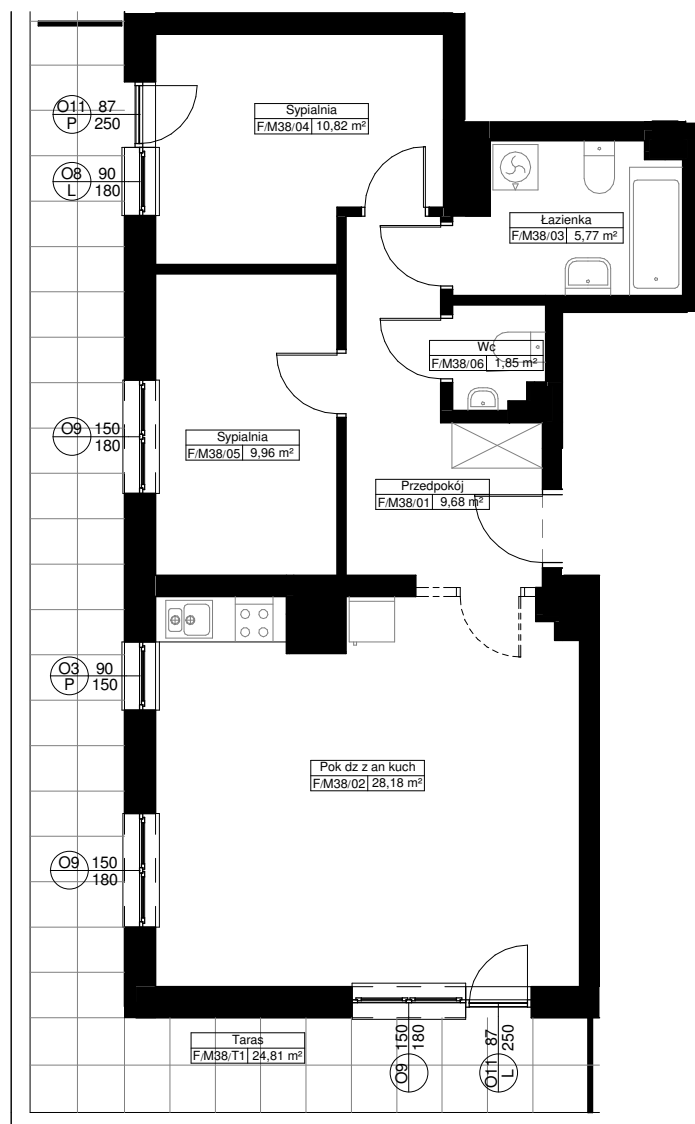 O11 87
P 250
Sypialnia
F/M38/04 10,82 m²
O8 90
L 180
Łazienka
F/M38/03 5,77 m²
Wc
F/M38/06 1,85 m²
O9 150
180
Sypialnia
F/M38/05 9,96 m²
Przedpokój
F/M38/01 9,68 m²
O3 90
P 150
Pok dz z an kuch
F/M38/02 28,18 m²
O9 150
180
Taras
F/M38/T1 24,81 m²
O9 150
180
O11 87
L 250